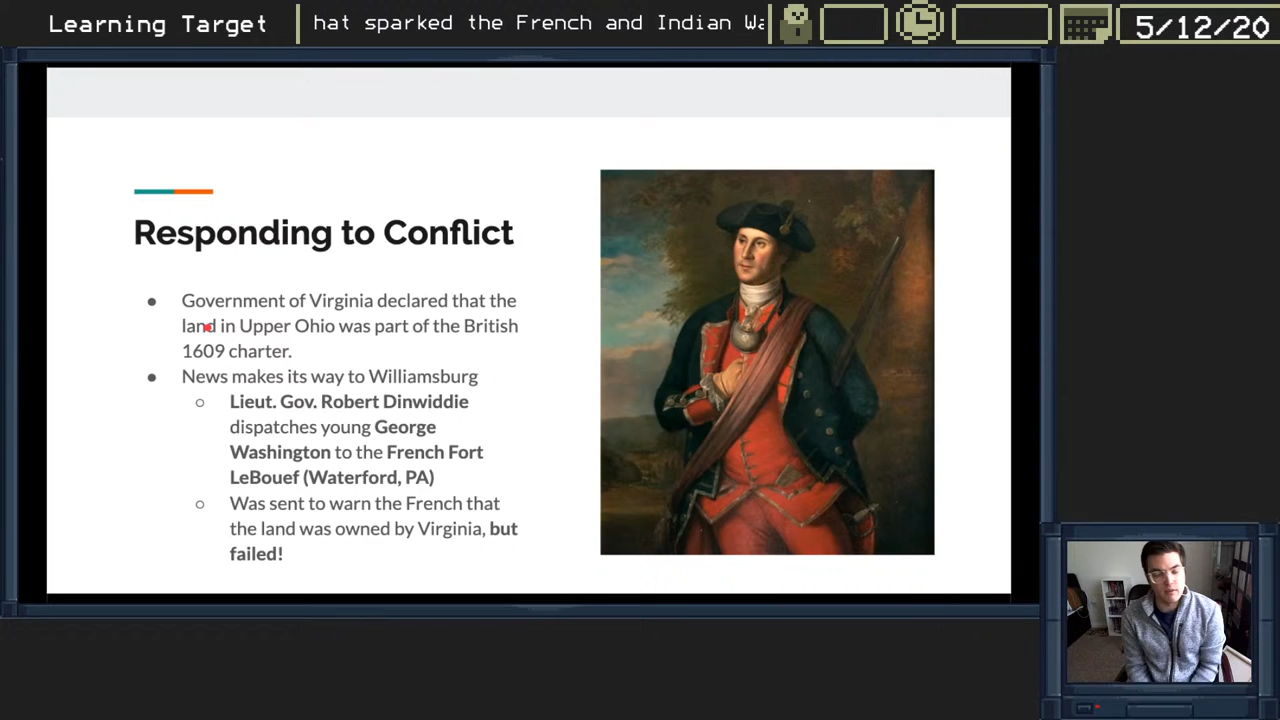 Learning Target
hat sparked the French and Indian Wa
5/12/20
Responding to Conflict
● Government of Virginia declared that the
land in Upper Ohio was part of the British
1609 charter.
● News makes its way to Williamsburg
○ Lieut. Gov. Robert Dinwiddie
dispatches young George
Washington to the French Fort
LeBouef (Waterford, PA)
○ Was sent to warn the French that
the land was owned by Virginia, but
failed!